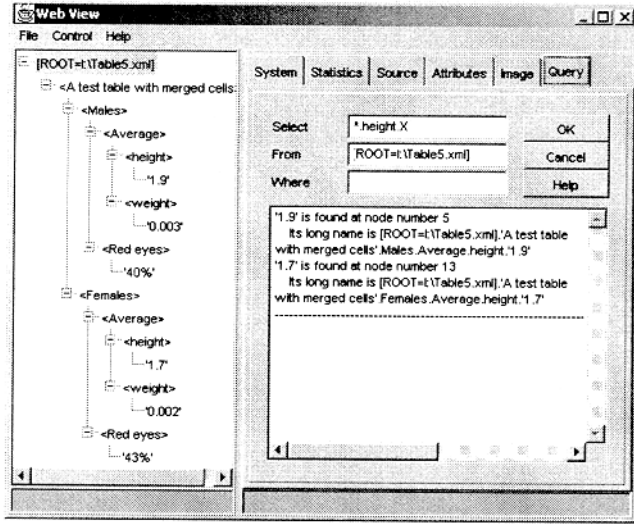 Web View
File Control Help
[ROOT=t:\Table5.xml]
<A test table with merged cells:
<Males>
<Average>
<height>
'1.9'
<weight>
'0.003'
<Red eyes>
'40%'
<Females>
<Average>
<height>
'1.7'
<weight>
'0.002'
<Red eyes>
'43%'
System Statistics Source Attributes Image Query
Select *.height.X OK
From [ROOT=t:\Table5.xml] Cancel
Where Help
'1.9' is found at node number 5
Its long name is [ROOT=t:\Table5.xml].'A test table
with merged cells'.Males.Average.height.'1.9'
'1.7' is found at node number 13
Its long name is [ROOT=t:\Table5.xml].'A test table
with merged cells'.Females.Average.height.'1.7'